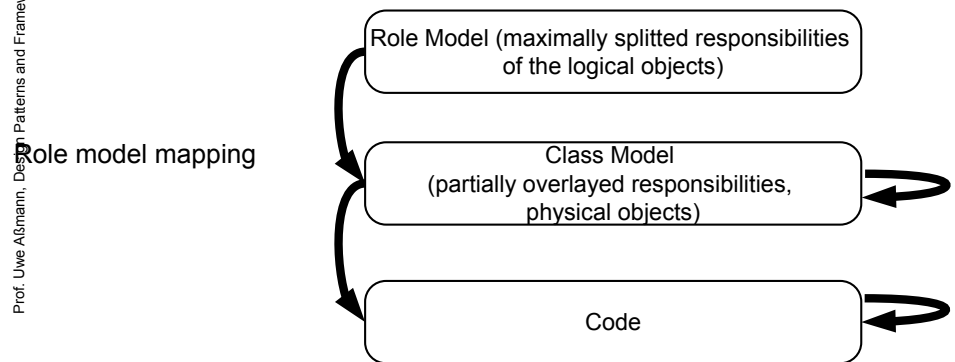 Prof. Uwe Aßmann, Design Patterns and
Role model mapping
Role Model (maximally splitted responsibilities
of the logical objects)
Class Model
(partially overlayed responsibilities,
physical objects)
Code